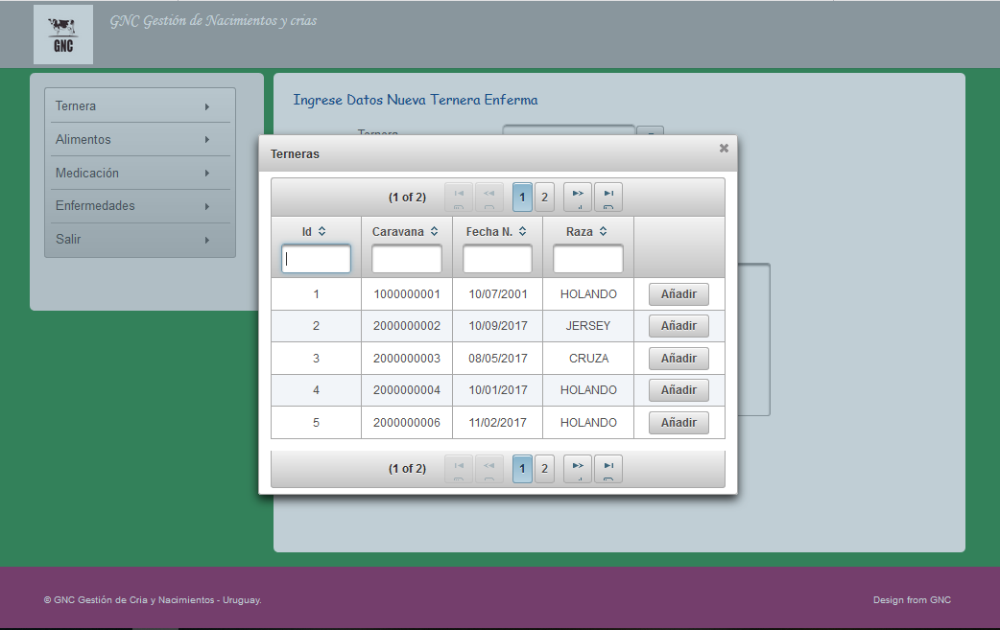 GNC Gestión de Nacimientos y crias
GNC
Ternera
Alimentos
Medicación
Enfermedades
Salir
Ingrese Datos Nueva Ternera Enferma
Ternera
Terneras
(1 of 2) 1 2
Id Caravana Fecha N. Raza
1 1000000001 10/07/2001 HOLANDO Añadir
2 2000000002 10/09/2017 JERSEY Añadir
3 2000000003 08/05/2017 CRUZA Añadir
4 2000000004 10/01/2017 HOLANDO Añadir
5 2000000006 11/02/2017 HOLANDO Añadir
(1 of 2) 1 2
© GNC Gestión de Cria y Nacimientos - Uruguay.
Design from GNC